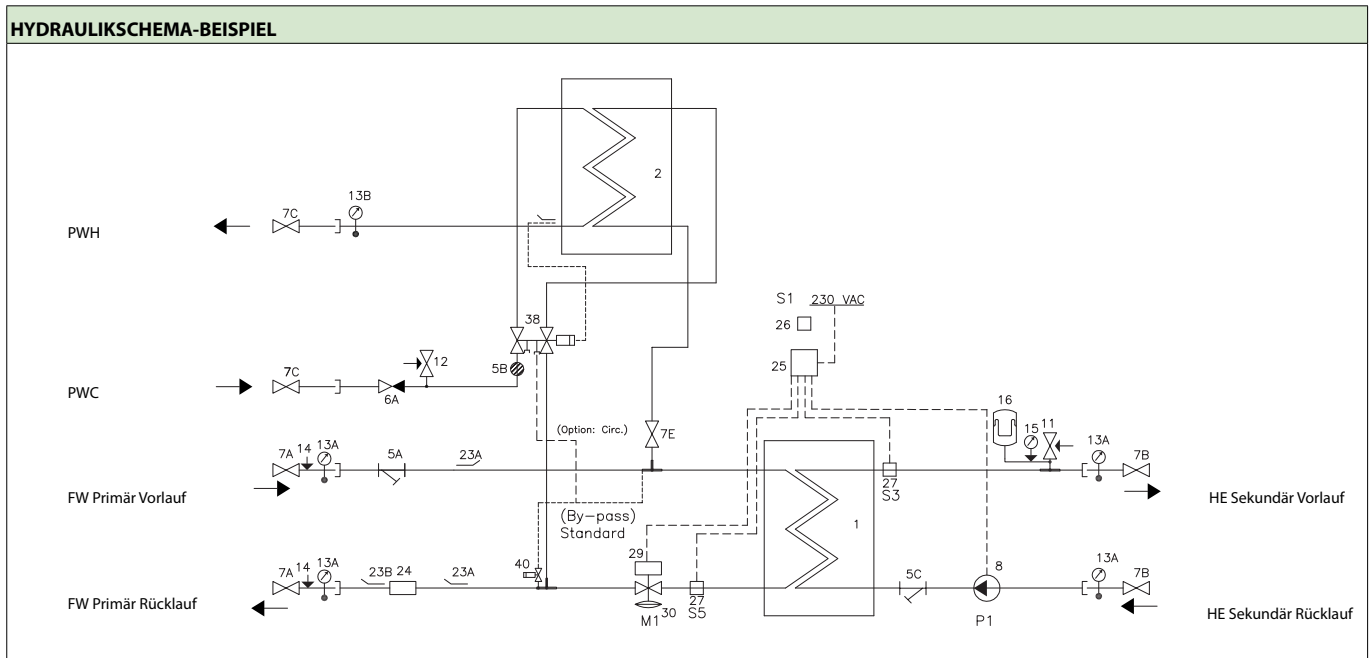 HYDRAULIKSCHEMA-BEISPIEL
2
13B
7C
PWH
S1 230 VAC
38
26
12
5B
25
7C
PWC
6A
16
(Option: Circ.)
7E
15 11
13A
7A 14 13A
5A
23A
7B
27
S3
FW Primär Vorlauf
HE Sekundär Vorlauf
(By-pass)
Standard
1
29
40
7A 14 13A
23B 24 23A
5C
8
13A
7B
27
S5
30
M1
P1
FW Primär Rücklauf
HE Sekundär Rücklauf